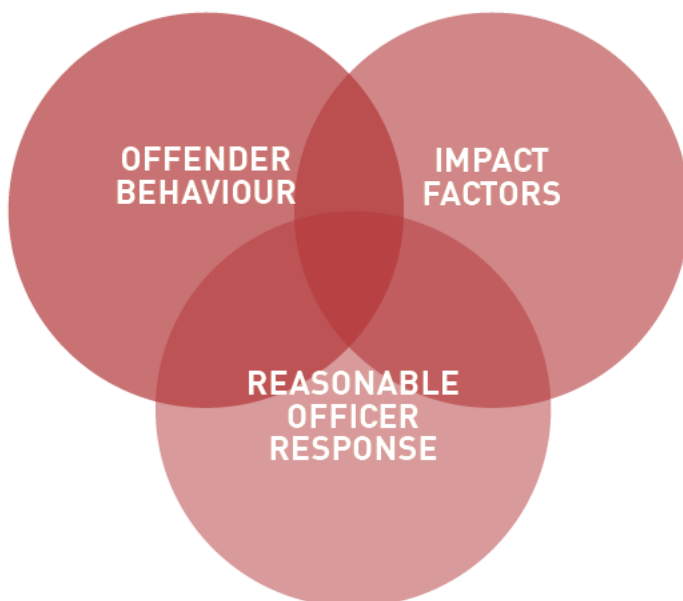 OFFENDER
BEHAVIOUR
IMPACT
FACTORS
REASONABLE
OFFICER
RESPONSE